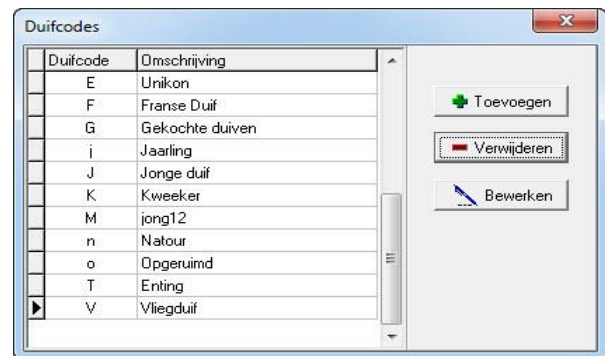 Duifcodes
Duifcode Omschrijving
E Unikon
F Franse Duif
G Gekochte duiven
j Jaarling
J Jonge duif
K Kweeker
M jong12
n Natour
o Opgeruimd
T Enting
V Vliegduif
Toevoegen
Verwijderen
Bewerken